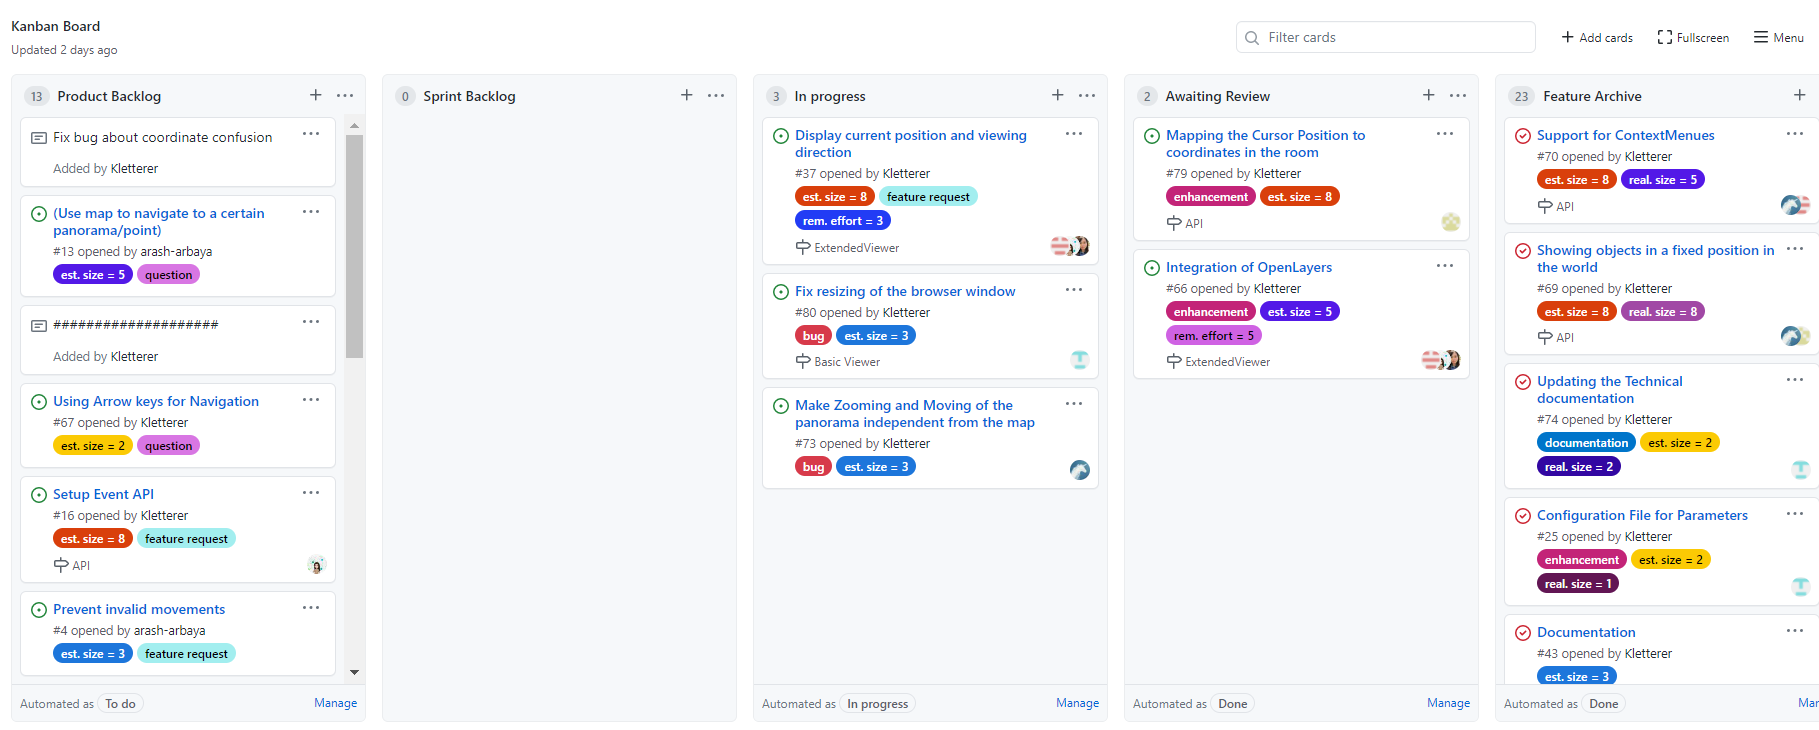 Kanban Board
Updated 2 days ago
Filter cards
Add cards
Fullscreen
Menu
13 Product Backlog
Fix bug about coordinate confusion
Added by Kletterer
(Use map to navigate to a certain
panorama/point)
#13 opened by arash-arbaya
est. size = 5 question
####################
Added by Kletterer
Using Arrow keys for Navigation
#67 opened by Kletterer
est. size = 2 question
Setup Event API
#16 opened by Kletterer
est. size = 8 feature request
API
Prevent invalid movements
#4 opened by arash-arbaya
est. size = 3 feature request
Automated as To do Manage
0 Sprint Backlog
3 In progress
Display current position and viewing
direction
#37 opened by Kletterer
est. size = 8 feature request
rem. effort = 3
ExtendedViewer
Fix resizing of the browser window
#80 opened by Kletterer
bug est. size = 3
Basic Viewer
Make Zooming and Moving of the
panorama independent from the map
#73 opened by Kletterer
bug est. size = 3
Automated as In progress Manage
2 Awaiting Review
Mapping the Cursor Position to
coordinates in the room
#79 opened by Kletterer
enhancement est. size = 8
API
Integration of OpenLayers
#66 opened by Kletterer
enhancement est. size = 5
rem. effort = 5
ExtendedViewer
Automated as Done Manage
23 Feature Archive
Support for ContextMenues
#70 opened by Kletterer
est. size = 8 real. size = 5
API
Showing objects in a fixed position in
the world
#69 opened by Kletterer
est. size = 8 real. size = 8
API
Updating the Technical
documentation
#74 opened by Kletterer
documentation est. size = 2
real. size = 2
Configuration File for Parameters
#25 opened by Kletterer
enhancement est. size = 2
real. size = 1
Documentation
#43 opened by Kletterer
est. size = 3
Automated as Done Mar